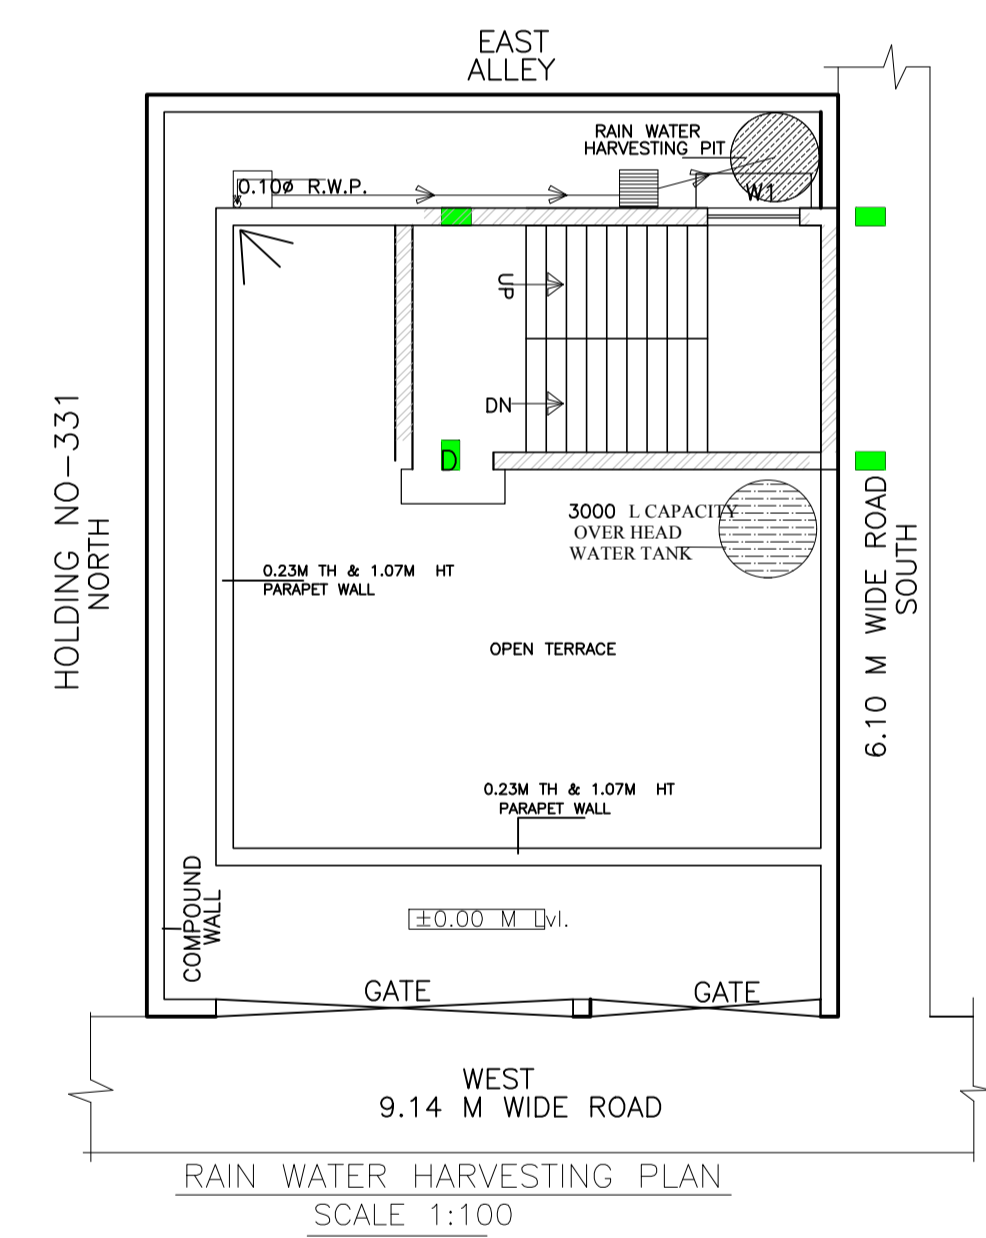 EAST
ALLEY
RAIN WATER
HARVESTING PIT
0.10ø R.W.P.
W1
UP
DN
D
HOLDING NO-331
NORTH
3000 L CAPACITY
OVER HEAD
WATER TANK
6.10 M WIDE ROAD
SOUTH
0.23M TH & 1.07M HT
PARAPET WALL
OPEN TERRACE
0.23M TH & 1.07M HT
PARAPET WALL
COMPOUND
WALL
±0.00 M Lvl.
GATE
GATE
WEST
9.14 M WIDE ROAD
RAIN WATER HARVESTING PLAN
SCALE 1:100